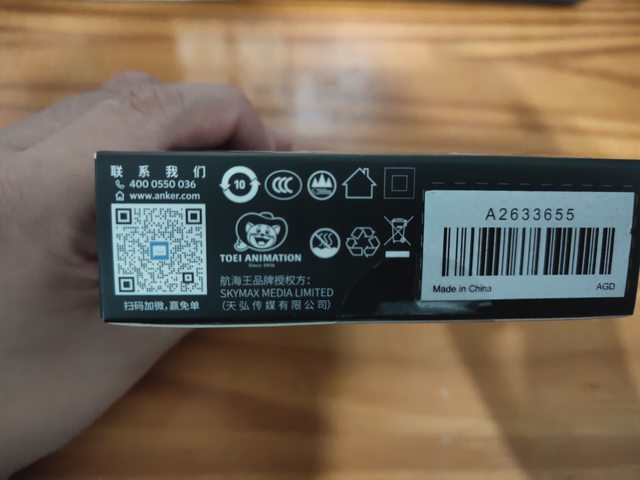 联系我们
400 0550 036
www.anker.com
扫码加微，赢免单
10
CCC
TOEI ANIMATION
Since 1956
航海王品牌授权方：
SKYMAX MEDIA LIMITED
（天弘传媒有限公司）
A2633655
Made in China
AGD